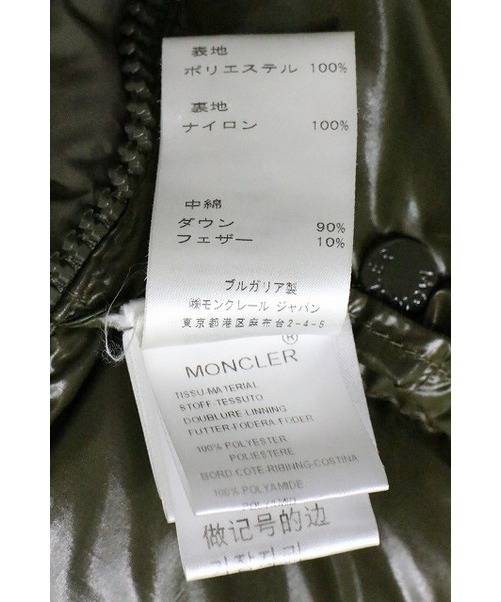 表地
ポリエステル 100%
裏地
ナイロン 100%
中綿
ダウン 90%
フェザー 10%
ブルガリア製
㈱モンクレール ジャパン
東京都港区麻布台2-4-5
MONCLER®
TISSU-MATERIAL
STOFF-TESSUTO
DOUBLURE LINNING
FUTTER-FODERA FODER
100% POLYESTER
POLIESTERE
BORD COTE-RIBINING-COSTINA
100% POLYAMIDE
做记号的边